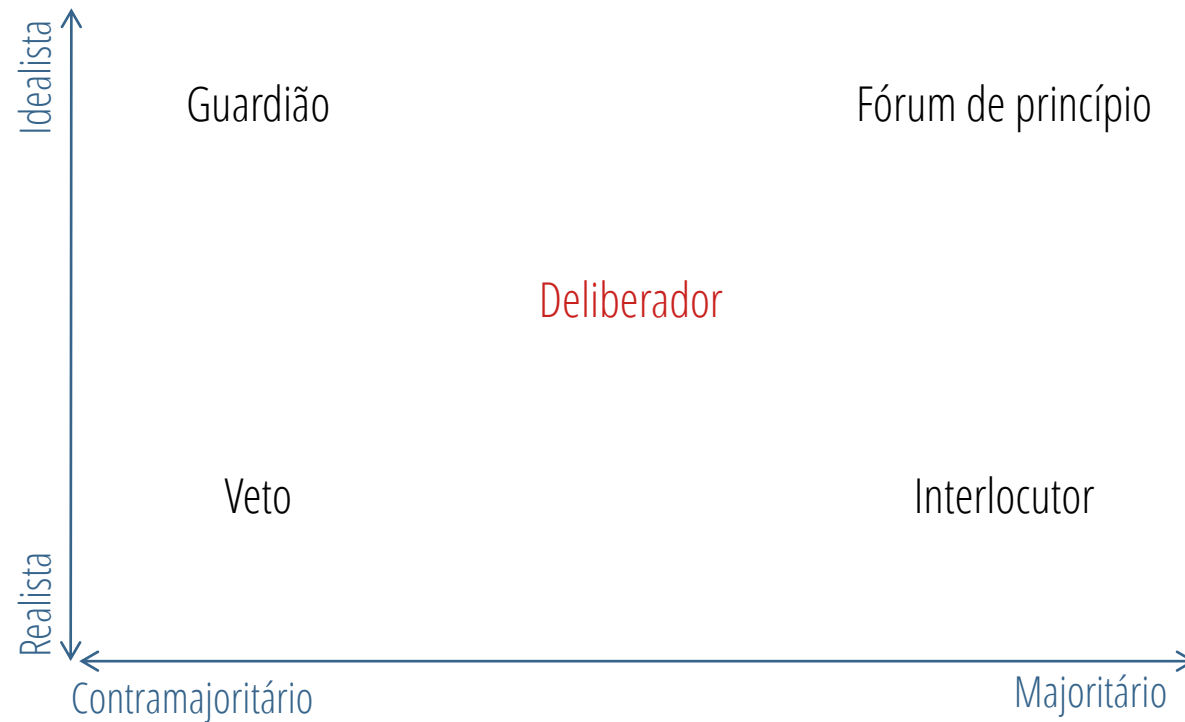 Idealista
Guardião
Fórum de princípio
Deliberador
Veto
Interlocutor
Realista
Contramajoritário
Majoritário